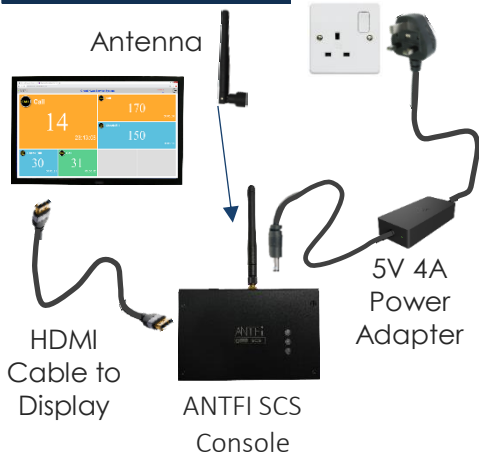 Antenna
Call
14
170
150
30
31
5V 4A
Power
Adapter
HDMI
Cable to
Display
ANTFi
ANTFI SCS
Console